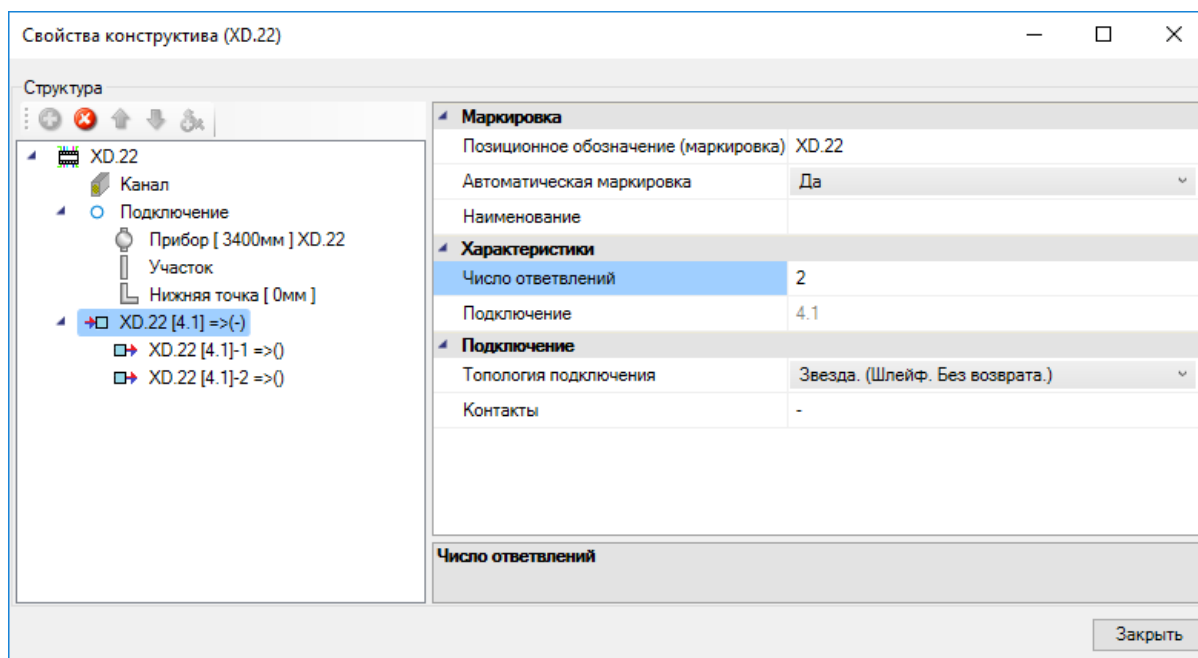 Свойства конструктива (XD.22)
Структура
XD.22
Канал
Подключение
Прибор [ 3400мм ] XD.22
Участок
Нижняя точка [ 0мм ]
XD.22 [4.1] =>(-)
XD.22 [4.1]-1 =>()
XD.22 [4.1]-2 =>()
Маркировка
Позиционное обозначение (маркировка) XD.22
Автоматическая маркировка Да
Наименование
Характеристики
Число ответвлений 2
Подключение 4.1
Подключение
Топология подключения Звезда. (Шлейф. Без возврата.)
Контакты -
Число ответвлений
Закрыть